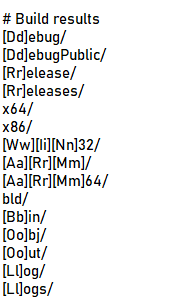 # Build results
[Dd]ebug/
[Dd]ebugPublic/
[Rr]elease/
[Rr]eleases/
x64/
x86/
[Ww][Ii][Nn]32/
[Aa][Rr][Mm]/
[Aa][Rr][Mm]64/
bld/
[Bb]in/
[Oo]bj/
[Oo]ut/
[Ll]og/
[Ll]ogs/